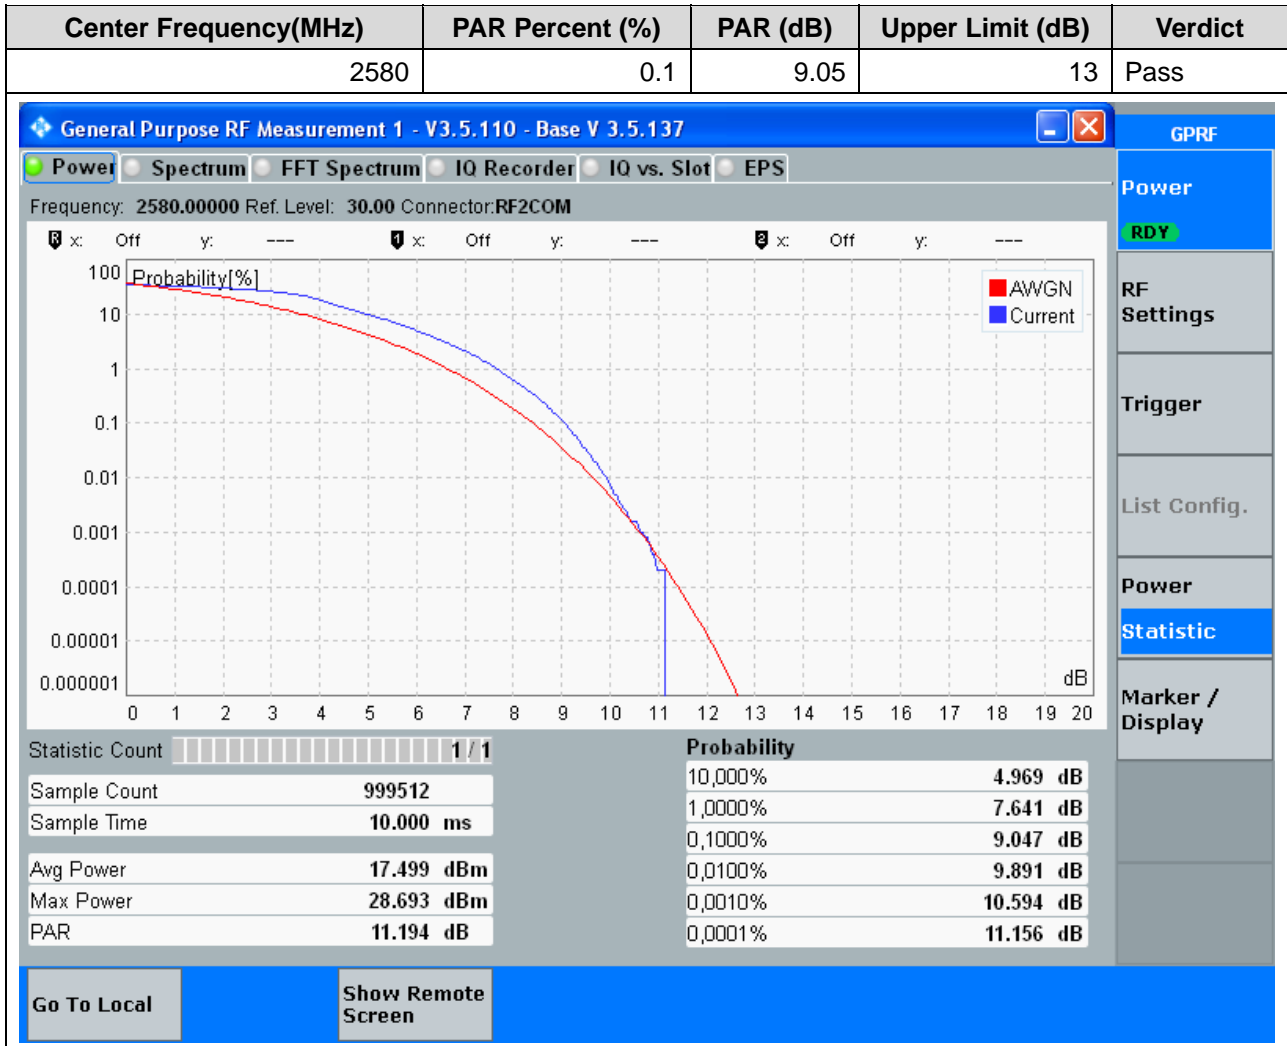 Center Frequency(MHz) PAR Percent (%) PAR (dB) Upper Limit (dB) Verdict
2580 0.1 9.05 13 Pass
General Purpose RF Measurement 1 - V3.5.110 - Base V 3.5.137
GPRF
Power Spectrum FFT Spectrum IQ Recorder IQ vs. Slot EPS
Power
RDY
Frequency: 2580.00000 Ref. Level: 30.00 Connector:RF2COM
R x: Off y: --- 1 x: Off y: --- 2 x: Off y: ---
Probability[%]
AWGN
Current
100
10
1
0.1
0.01
0.001
0.0001
0.00001
0.000001
dB
0 1 2 3 4 5 6 7 8 9 10 11 12 13 14 15 16 17 18 19 20
RF
Settings
Trigger
List Config.
Power
Statistic
Marker /
Display
Statistic Count 1 / 1
Sample Count 999512
Sample Time 10.000 ms
Avg Power 17.499 dBm
Max Power 28.693 dBm
PAR 11.194 dB
Probability
10,000% 4.969 dB
1,0000% 7.641 dB
0,1000% 9.047 dB
0,0100% 9.891 dB
0,0010% 10.594 dB
0,0001% 11.156 dB
Go To Local
Show Remote
Screen